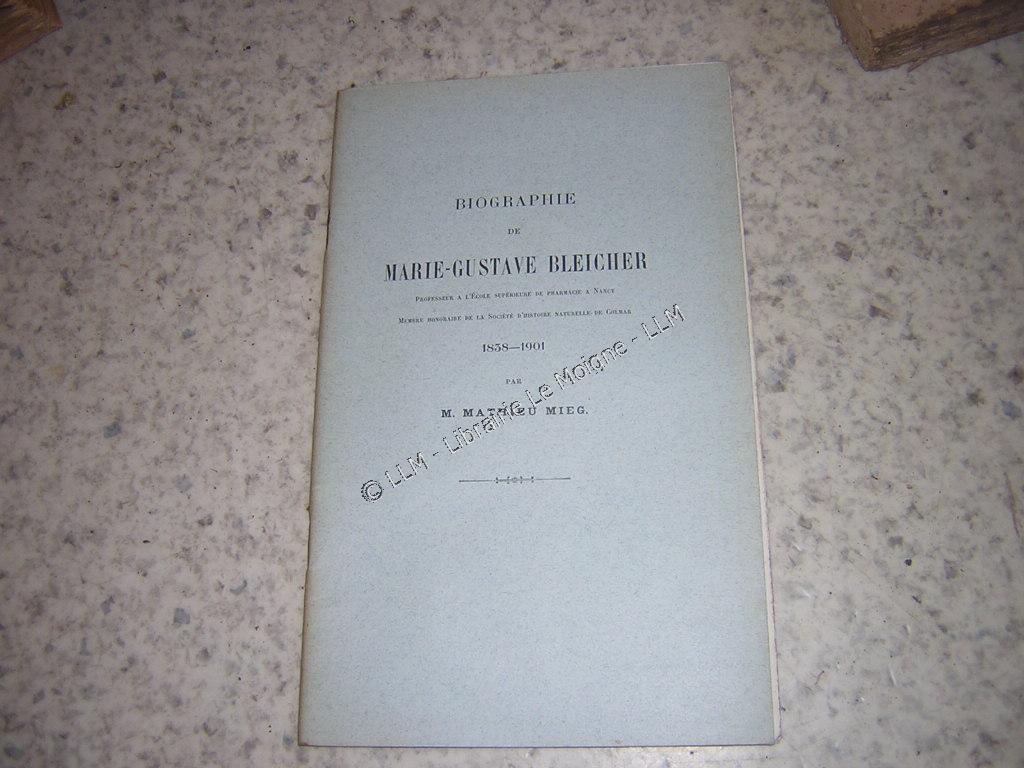 BIOGRAPHIE
DE
MARIE-GUSTAVE BLEICHER
PROFESSEUR A L'ÉCOLE SUPÉRIEURE DE PHARMACIE A NANCY
MEMBRE HONORAIRE DE LA SOCIÉTÉ D'HISTOIRE NATURELLE DE COLMAR
1838—1901
PAR
M. MATHIEU MIEG.
© LLM - Librairie Le Moigne - LLM